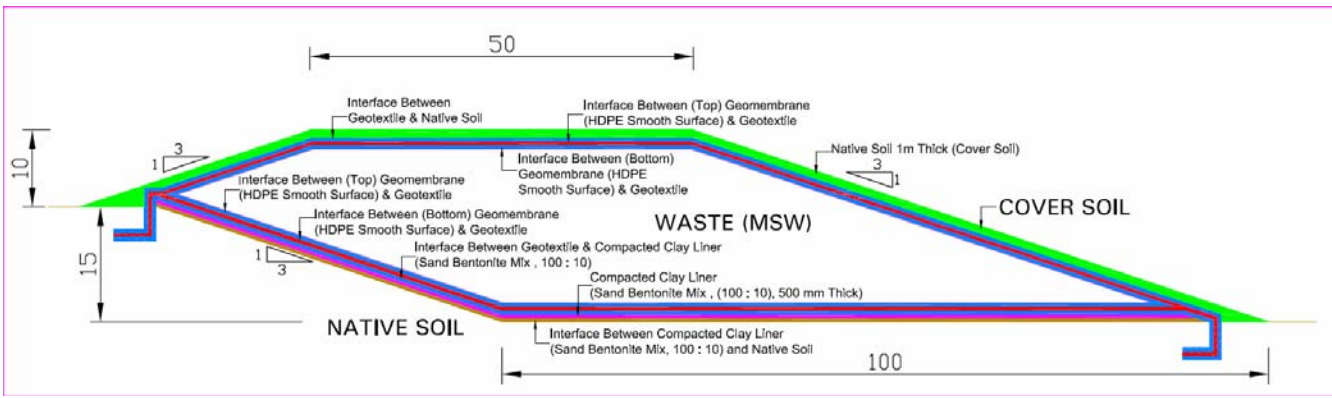 50
Interface Between
Geotextile & Native Soil
Interface Between (Top) Geomembrane
(HDPE Smooth Surface) & Geotextile
10
3
1
Native Soil 1m Thick (Cover Soil)
3
1
Interface Between (Bottom)
Geomembrane (HDPE
Smooth Surface) & Geotextile
Interface Between (Top) Geomembrane
(HDPE Smooth Surface) & Geotextile
COVER SOIL
WASTE (MSW)
Interface Between (Bottom) Geomembrane
(HDPE Smooth Surface) & Geotextile
15
1
3
Interface Between Geotextile & Compacted Clay Liner
(Sand Bentonite Mix , 100 : 10)
Compacted Clay Liner
(Sand Bentonite Mix , (100 : 10), 500 mm Thick)
NATIVE SOIL
Interface Between Compacted Clay Liner
(Sand Bentonite Mix, 100 : 10) and Native Soil
100